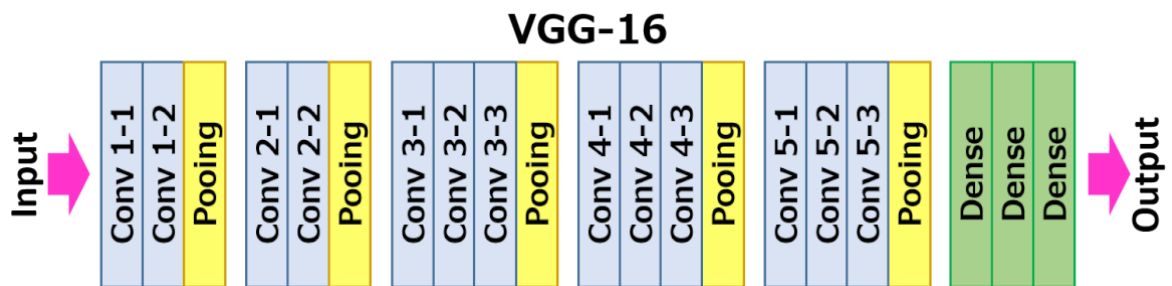 VGG-16
Input
Conv 1-1
Conv 1-2
Pooing
Conv 2-1
Conv 2-2
Pooing
Conv 3-1
Conv 3-2
Conv 3-3
Pooing
Conv 4-1
Conv 4-2
Conv 4-3
Pooing
Conv 5-1
Conv 5-2
Conv 5-3
Pooing
Dense
Dense
Dense
Output